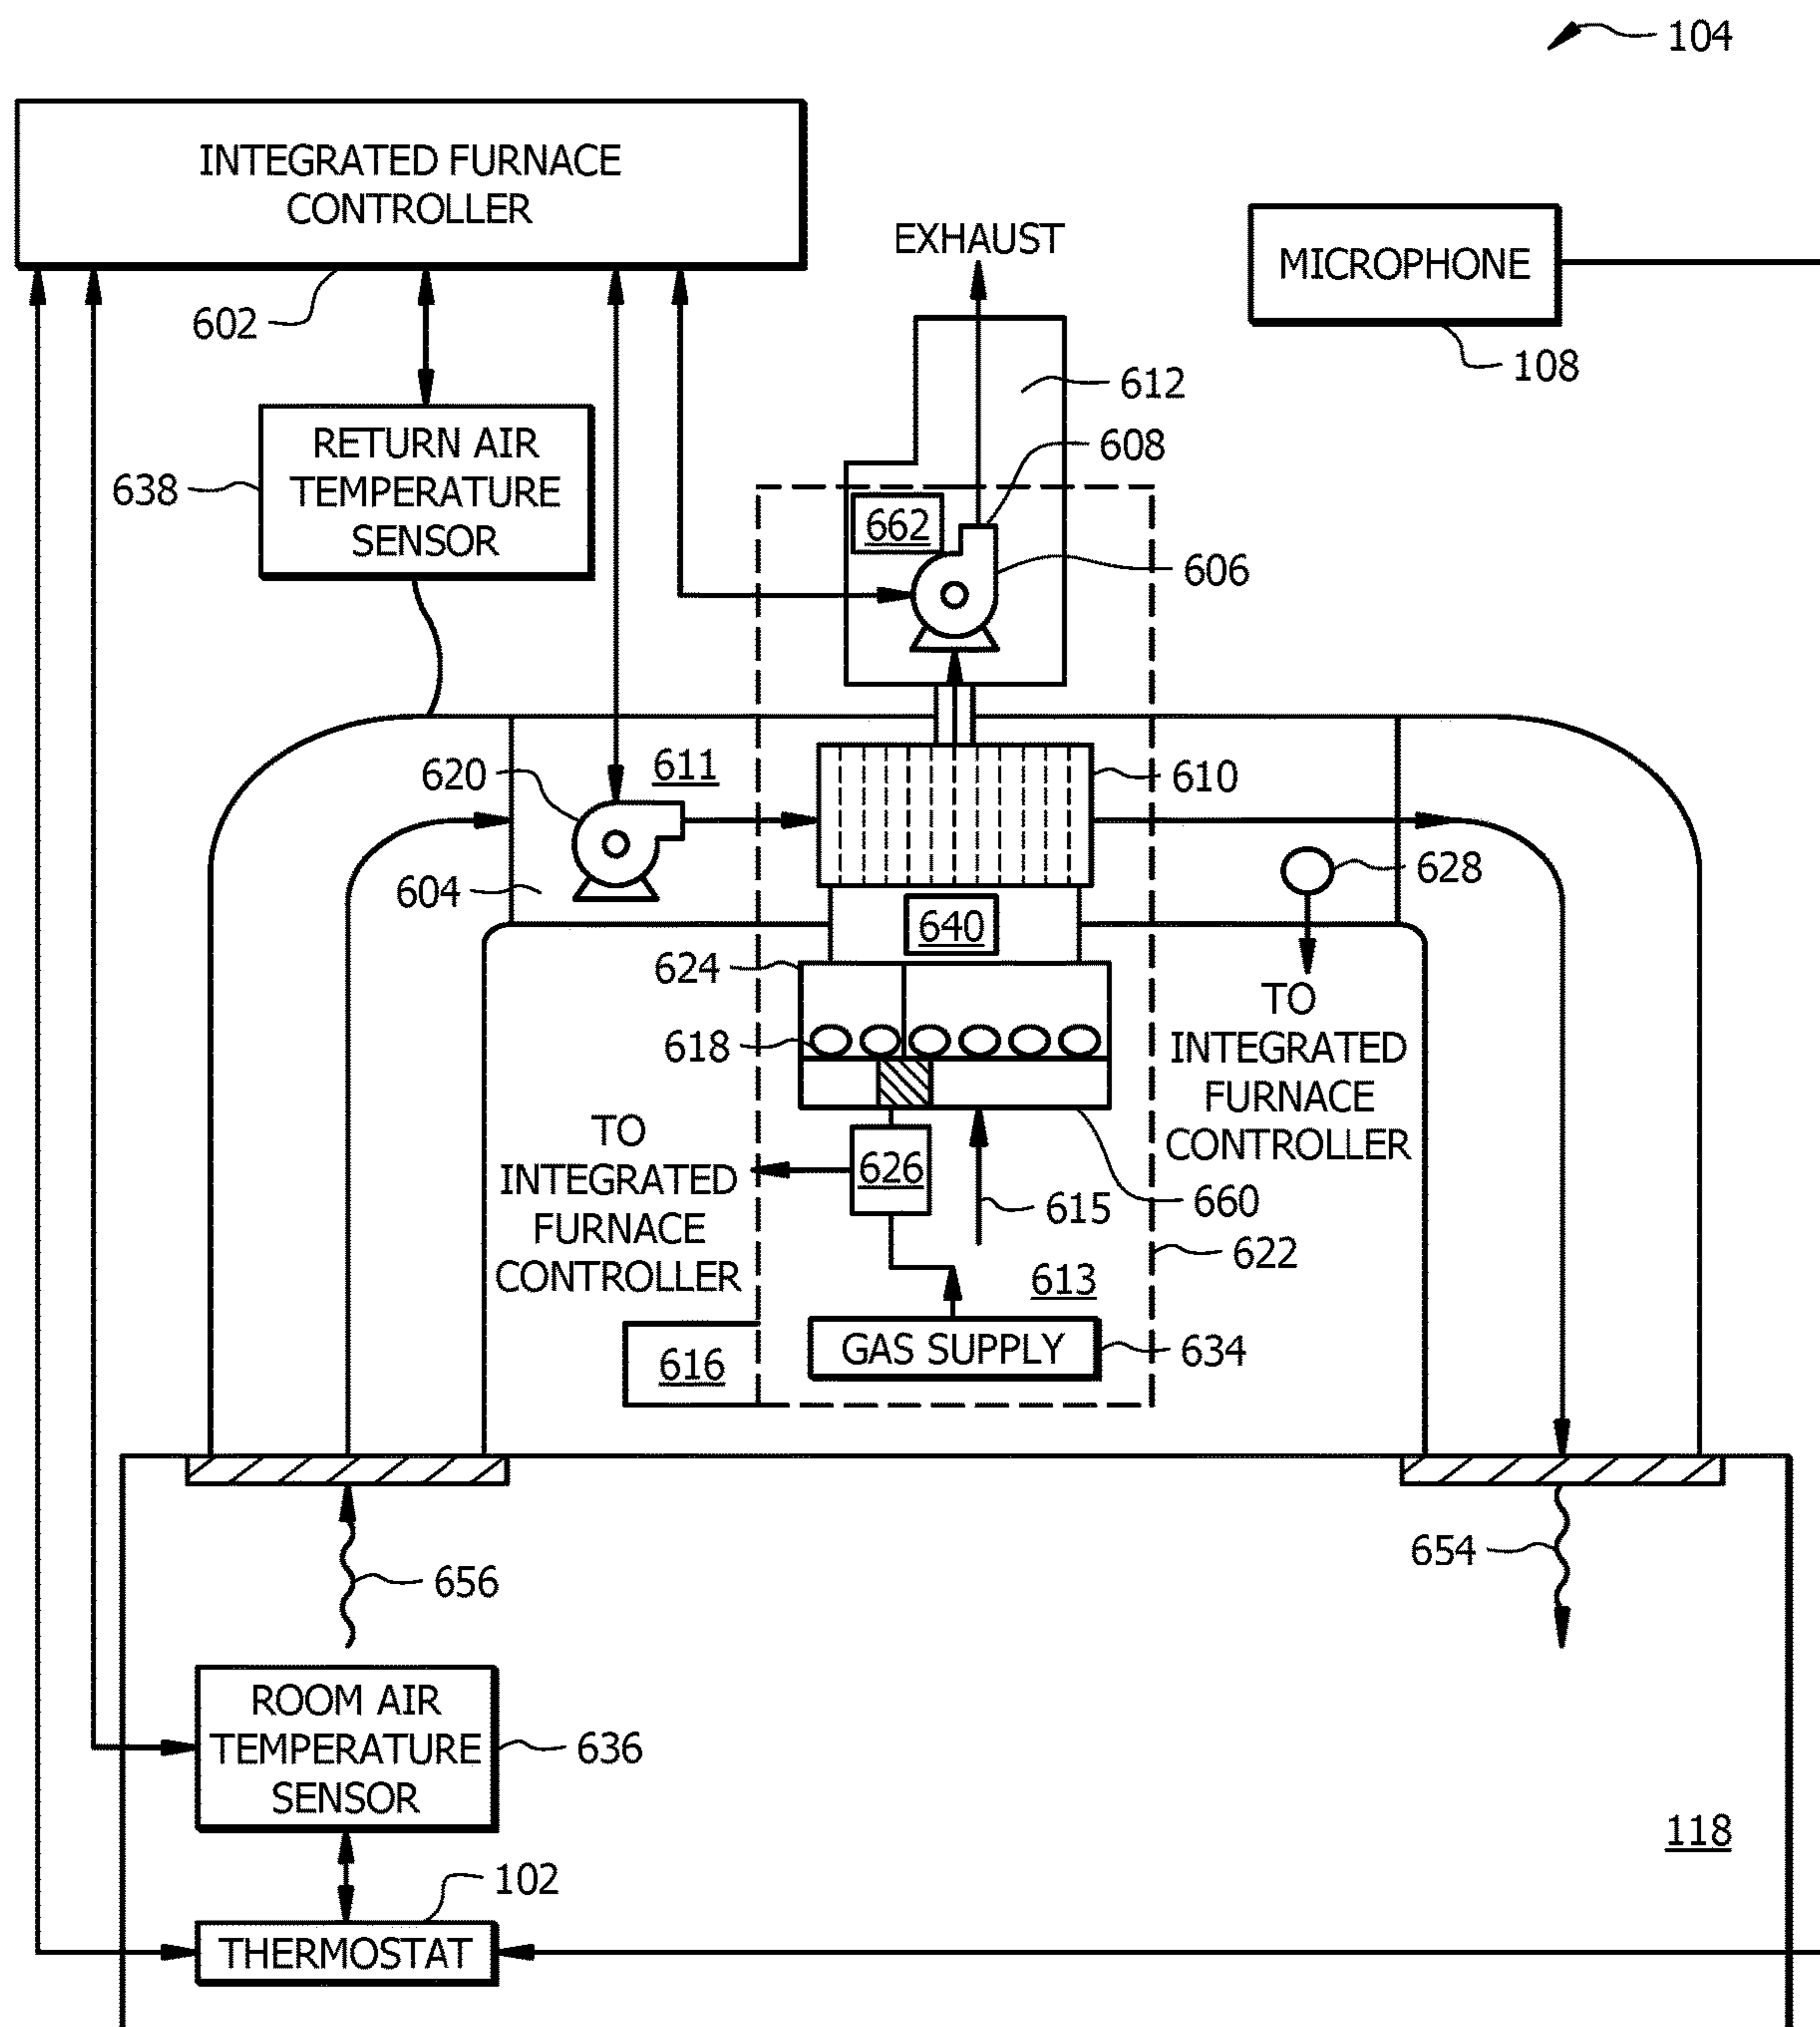 104
INTEGRATED FURNACE
CONTROLLER
602
EXHAUST
MICROPHONE
108
612
608
RETURN AIR
TEMPERATURE
SENSOR
638
662
606
620
611
610
604
628
640
624
618
TO
INTEGRATED
FURNACE
CONTROLLER
TO
INTEGRATED
FURNACE
CONTROLLER
626
615
660
622
613
616
GAS SUPPLY
634
656
654
ROOM AIR
TEMPERATURE
SENSOR
636
118
102
THERMOSTAT